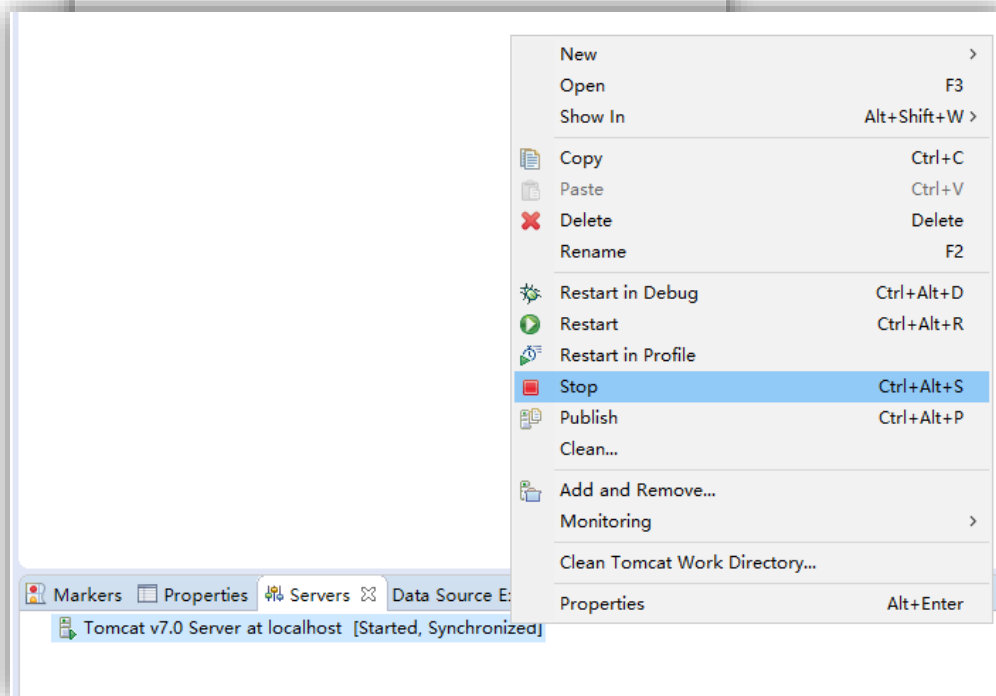 New >
Open F3
Show In Alt+Shift+W >
Copy Ctrl+C
Paste Ctrl+V
Delete Delete
Rename F2
Restart in Debug Ctrl+Alt+D
Restart Ctrl+Alt+R
Restart in Profile
Stop Ctrl+Alt+S
Publish Ctrl+Alt+P
Clean...
Add and Remove...
Monitoring >
Clean Tomcat Work Directory...
Properties Alt+Enter
Markers Properties Servers Data Source
Tomcat v7.0 Server at localhost [Started, Synchronized]